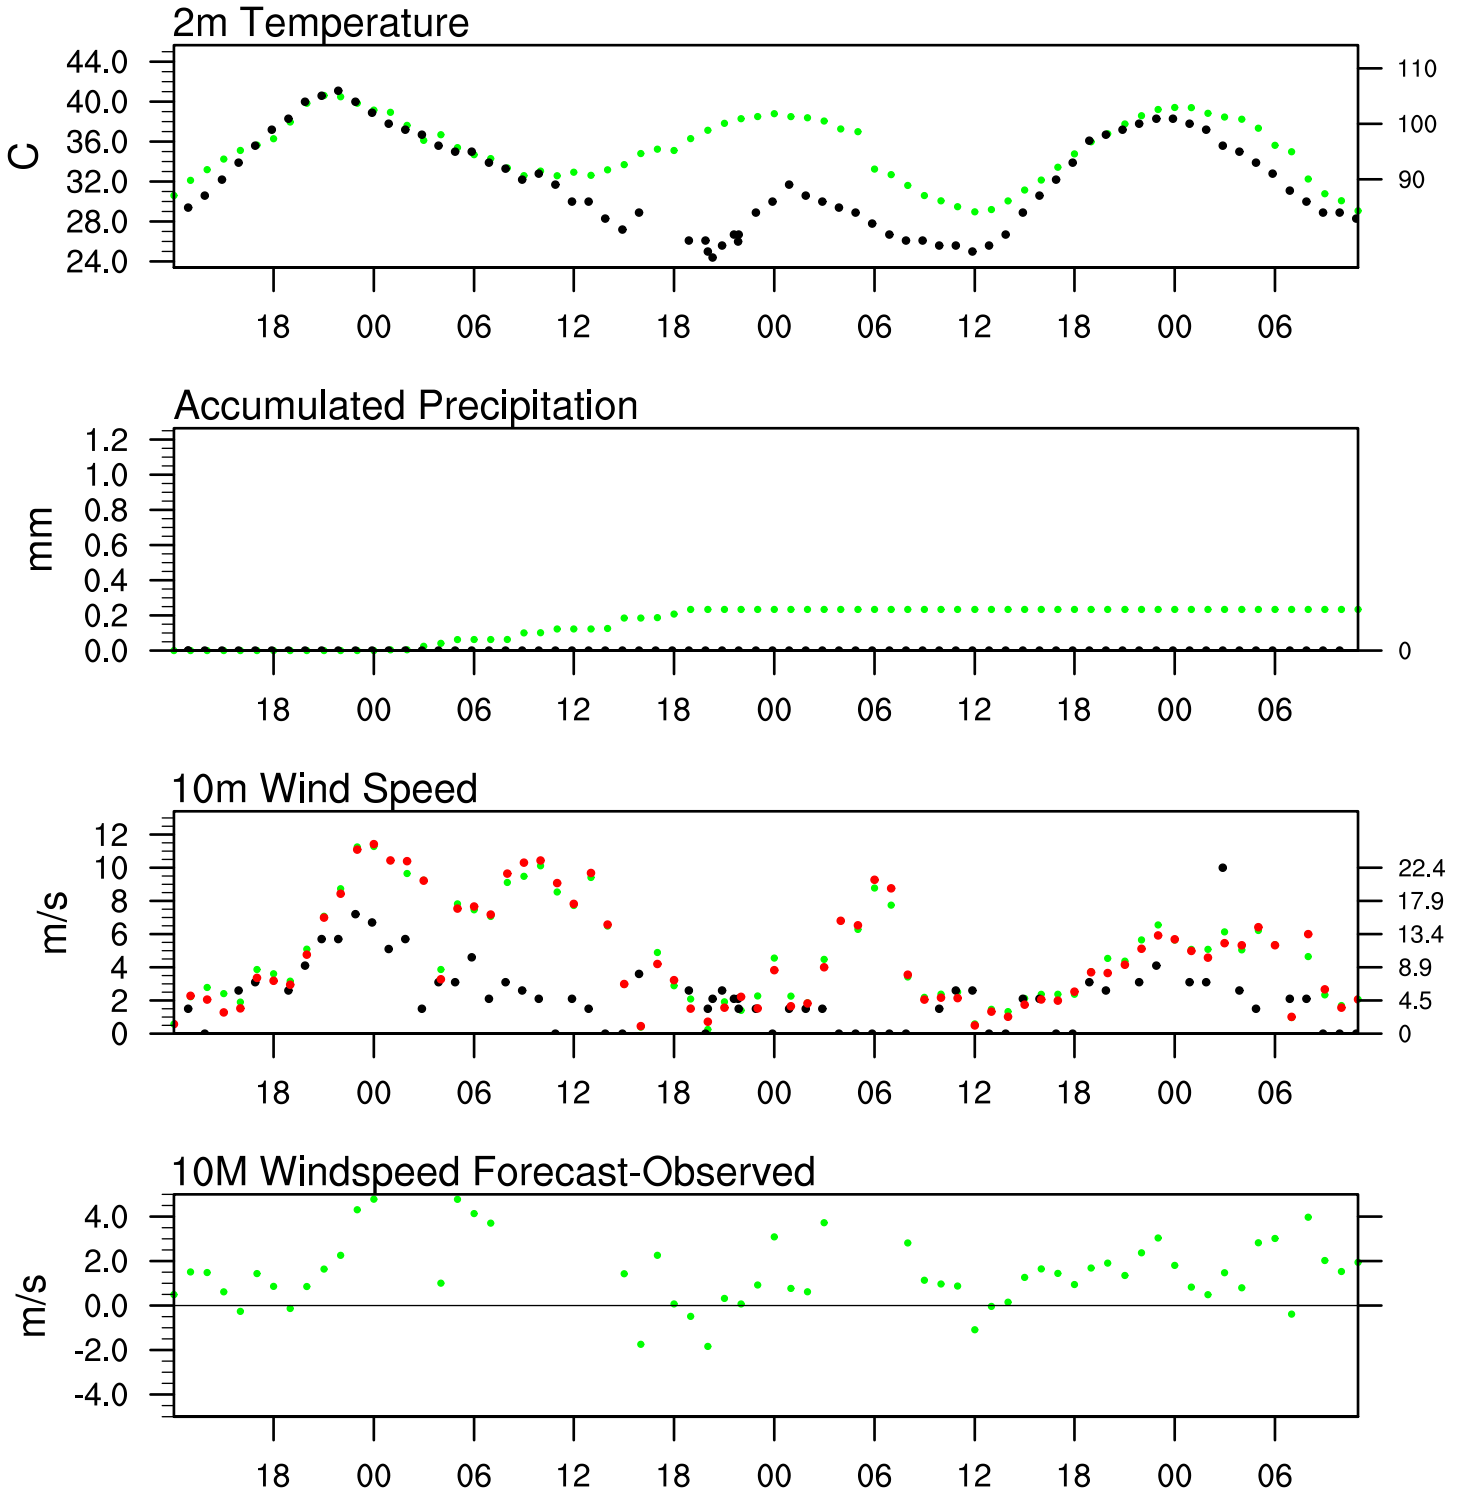 2m Temperature
44.0
40.0
36.0
32.0
28.0
24.0
C
110
100
90
18 00 06 12 18 00 06 12 18 00 06
Accumulated Precipitation
1.2
1.0
0.8
0.6
0.4
0.2
0.0
mm
0
18 00 06 12 18 00 06 12 18 00 06
10m Wind Speed
12
10
8
6
4
2
0
m/s
22.4
17.9
13.4
8.9
4.5
0
18 00 06 12 18 00 06 12 18 00 06
10M Windspeed Forecast-Observed
4.0
2.0
0.0
-2.0
-4.0
m/s
18 00 06 12 18 00 06 12 18 00 06